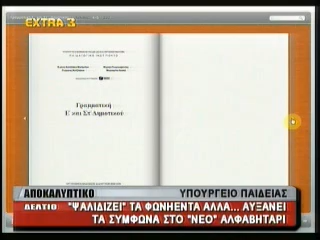 EXTRA 3
Γραμματική
Ε' και Στ' Δημοτικού
ΑΠΟΚΑΛΥΠΤΙΚΟ
ΥΠΟΥΡΓΕΙΟ ΠΑΙΔΕΙΑΣ
ΔΕΛΤΙΟ
"ΨΑΛΙΔΙΖΕΙ" ΤΑ ΦΩΝΗΕΝΤΑ ΑΛΛΑ... ΑΥΞΑΝΕΙ
ΤΑ ΣΥΜΦΩΝΑ ΣΤΟ "ΝΕΟ" ΑΛΦΑΒΗΤΑΡΙ